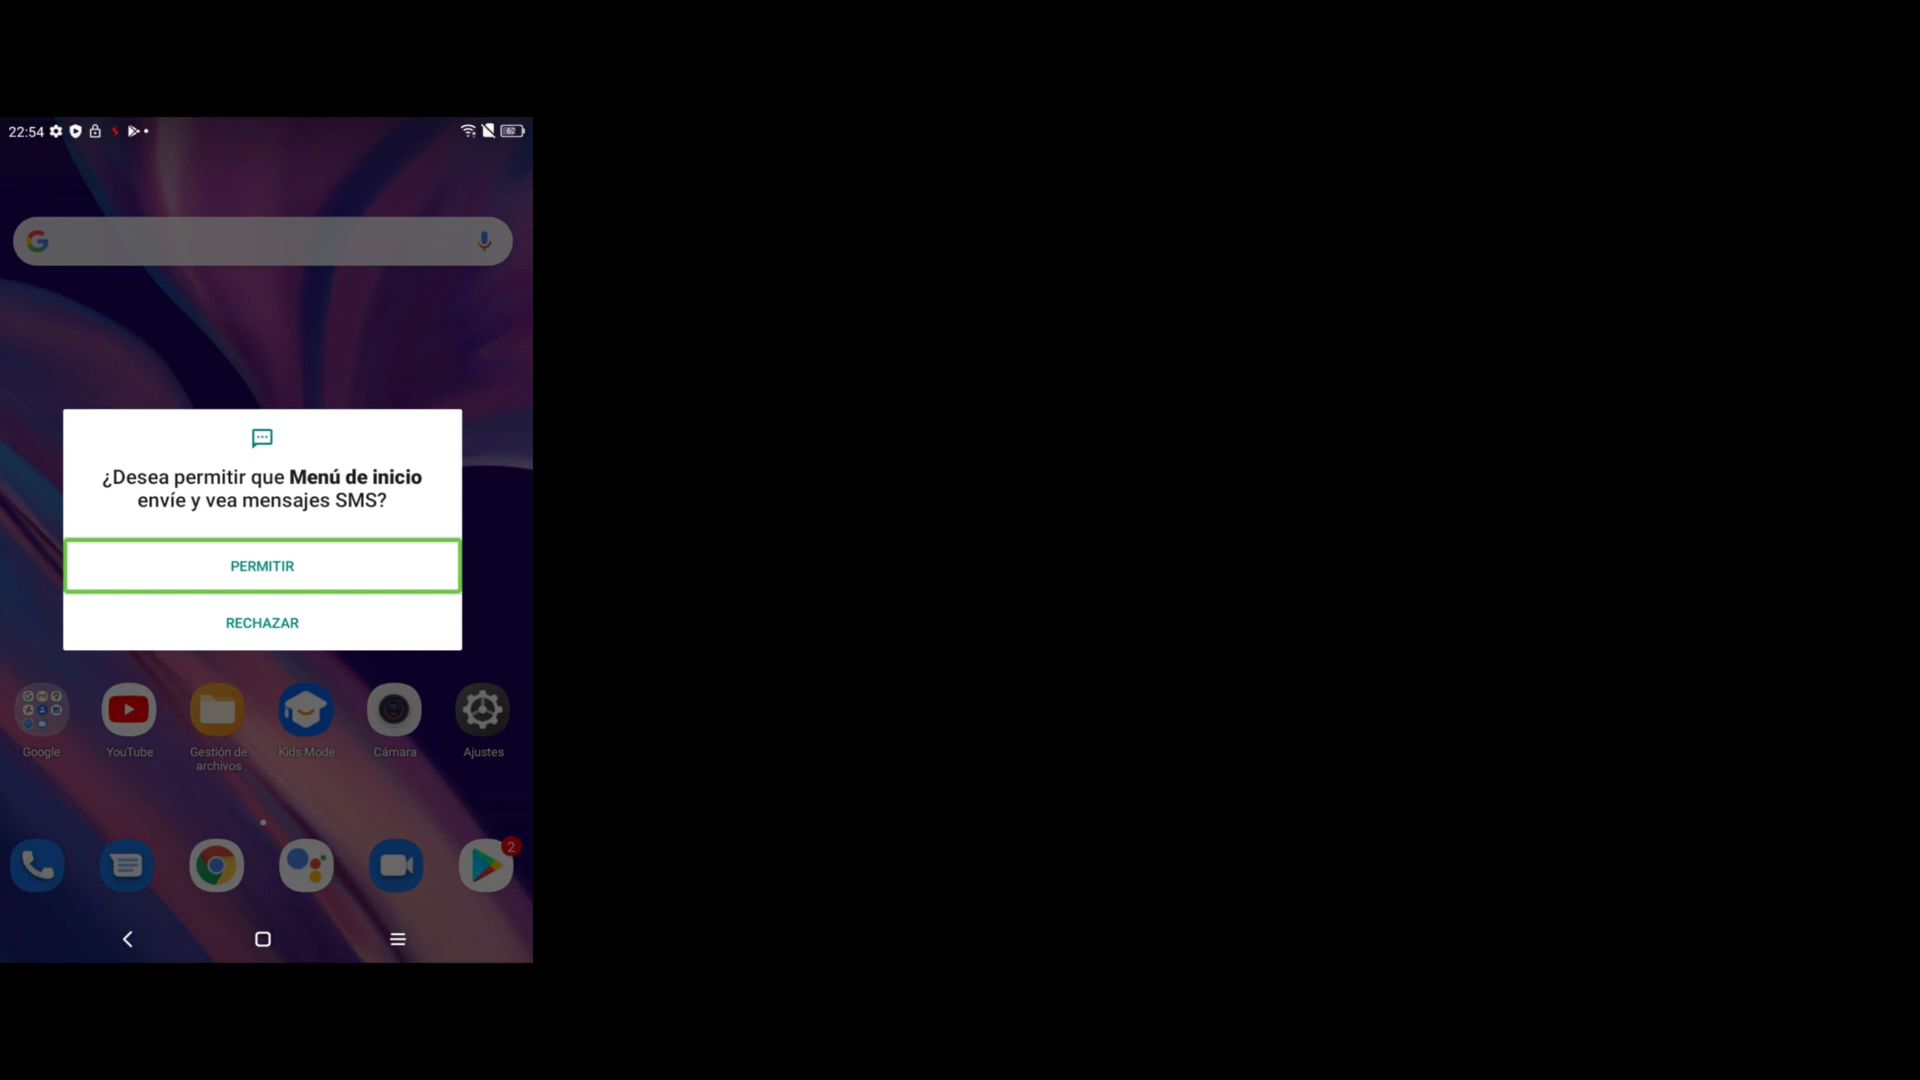 22:54
62
¿Desea permitir que Menú de inicio
envíe y vea mensajes SMS?
PERMITIR
RECHAZAR
Google
YouTube
Gestión de
archivos
Kids Mode
Cámara
Ajustes
2